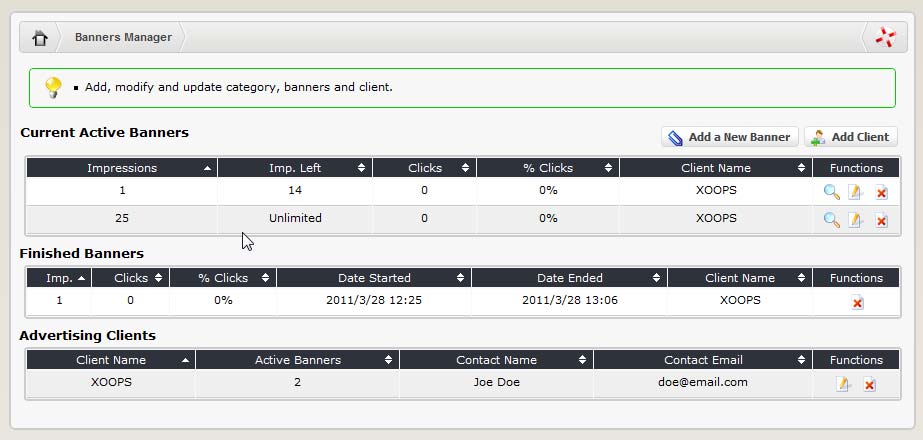 Banners Manager
Add, modify and update category, banners and client.
Current Active Banners Add a New Banner Add Client
Impressions Imp. Left Clicks % Clicks Client Name Functions
1 14 0 0% XOOPS
25 Unlimited 0 0% XOOPS
Finished Banners
Imp. Clicks % Clicks Date Started Date Ended Client Name Functions
1 0 0% 2011/3/28 12:25 2011/3/28 13:06 XOOPS
Advertising Clients
Client Name Active Banners Contact Name Contact Email Functions
XOOPS 2 Joe Doe doe@email.com